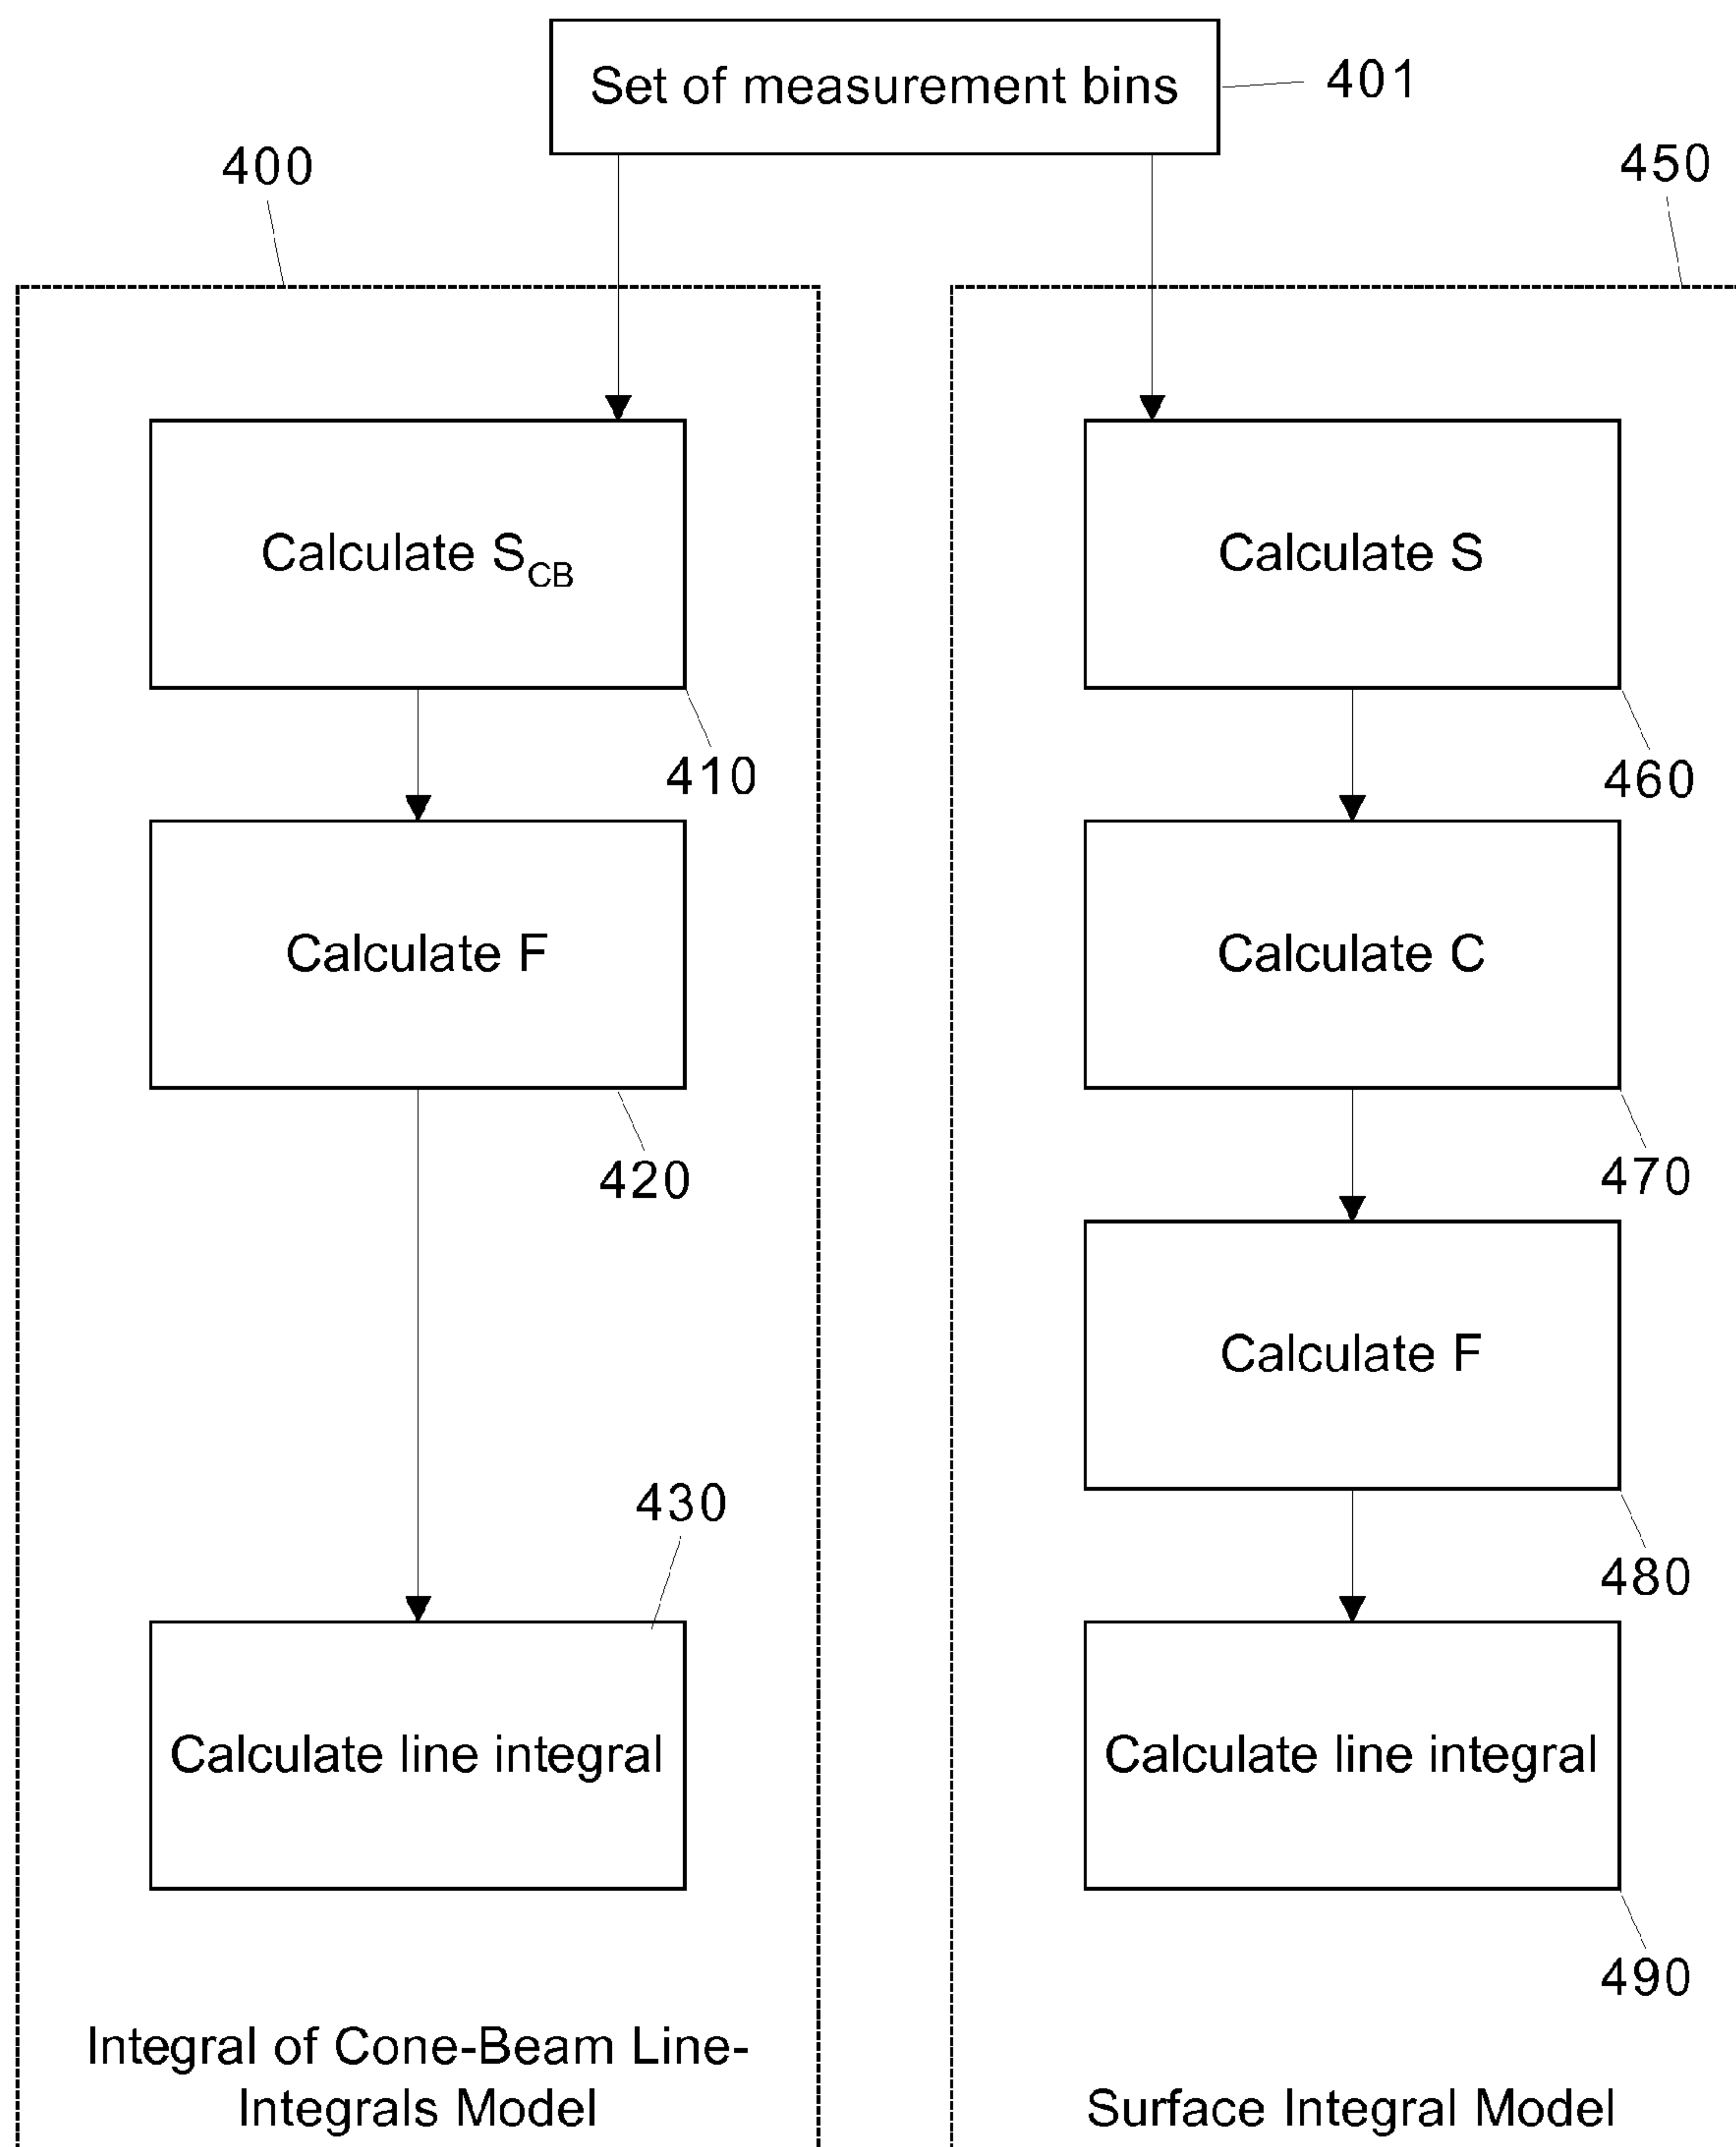 Set of measurement bins
401
400
450
Calculate S_CB
410
Calculate S
460
Calculate F
420
Calculate C
470
Calculate F
480
430
Calculate line integral
Calculate line integral
490
Integral of Cone-Beam Line-
Integrals Model
Surface Integral Model